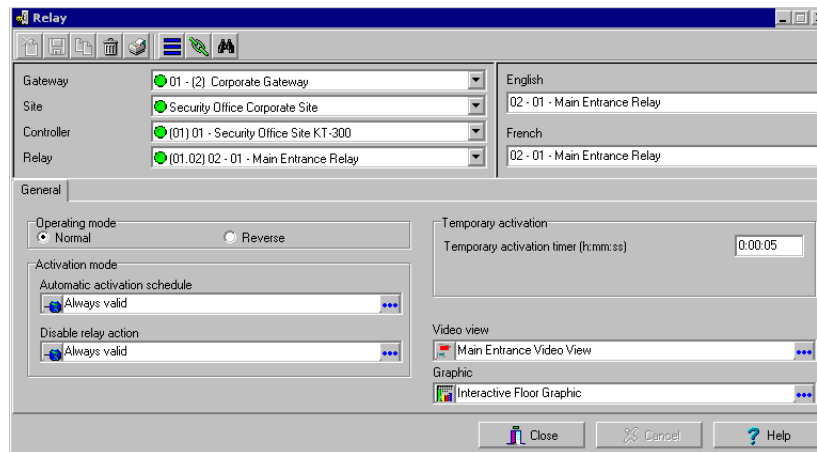 Relay
Gateway
01 - (2) Corporate Gateway
Site
Security Office Corporate Site
Controller
(01) 01 - Security Office Site KT-300
Relay
(01.02) 02 - 01 - Main Entrance Relay
English
02 - 01 - Main Entrance Relay
French
02 - 01 - Main Entrance Relay
General
Operating mode
Normal
Reverse
Activation mode
Automatic activation schedule
Always valid
Disable relay action
Always valid
Temporary activation
Temporary activation timer (h:mm:ss)
0:00:05
Video view
Main Entrance Video View
Graphic
Interactive Floor Graphic
Close
Cancel
Help